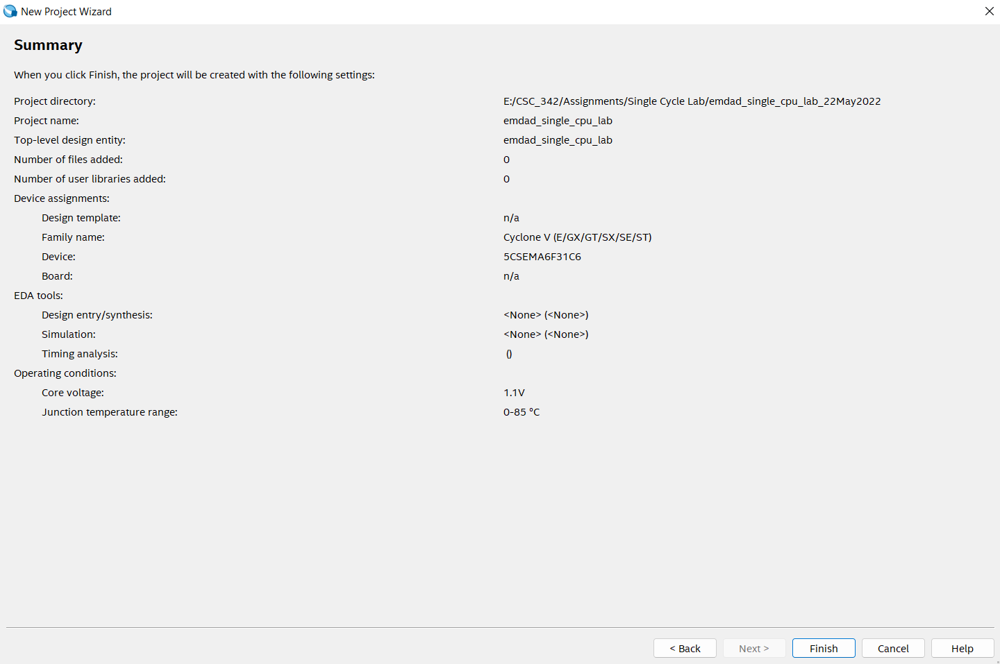 New Project Wizard
Summary
When you click Finish, the project will be created with the following settings:
Project directory: E:/CSC_342/Assignments/Single Cycle Lab/emdad_single_cpu_lab_22May2022
Project name: emdad_single_cpu_lab
Top-level design entity: emdad_single_cpu_lab
Number of files added: 0
Number of user libraries added: 0
Device assignments:
Design template: n/a
Family name: Cyclone V (E/GX/GT/SX/SE/ST)
Device: 5CSEMA6F31C6
Board: n/a
EDA tools:
Design entry/synthesis: <None> (<None>)
Simulation: <None> (<None>)
Timing analysis: ()
Operating conditions:
Core voltage: 1.1V
Junction temperature range: 0-85 °C
< Back Next > Finish Cancel Help